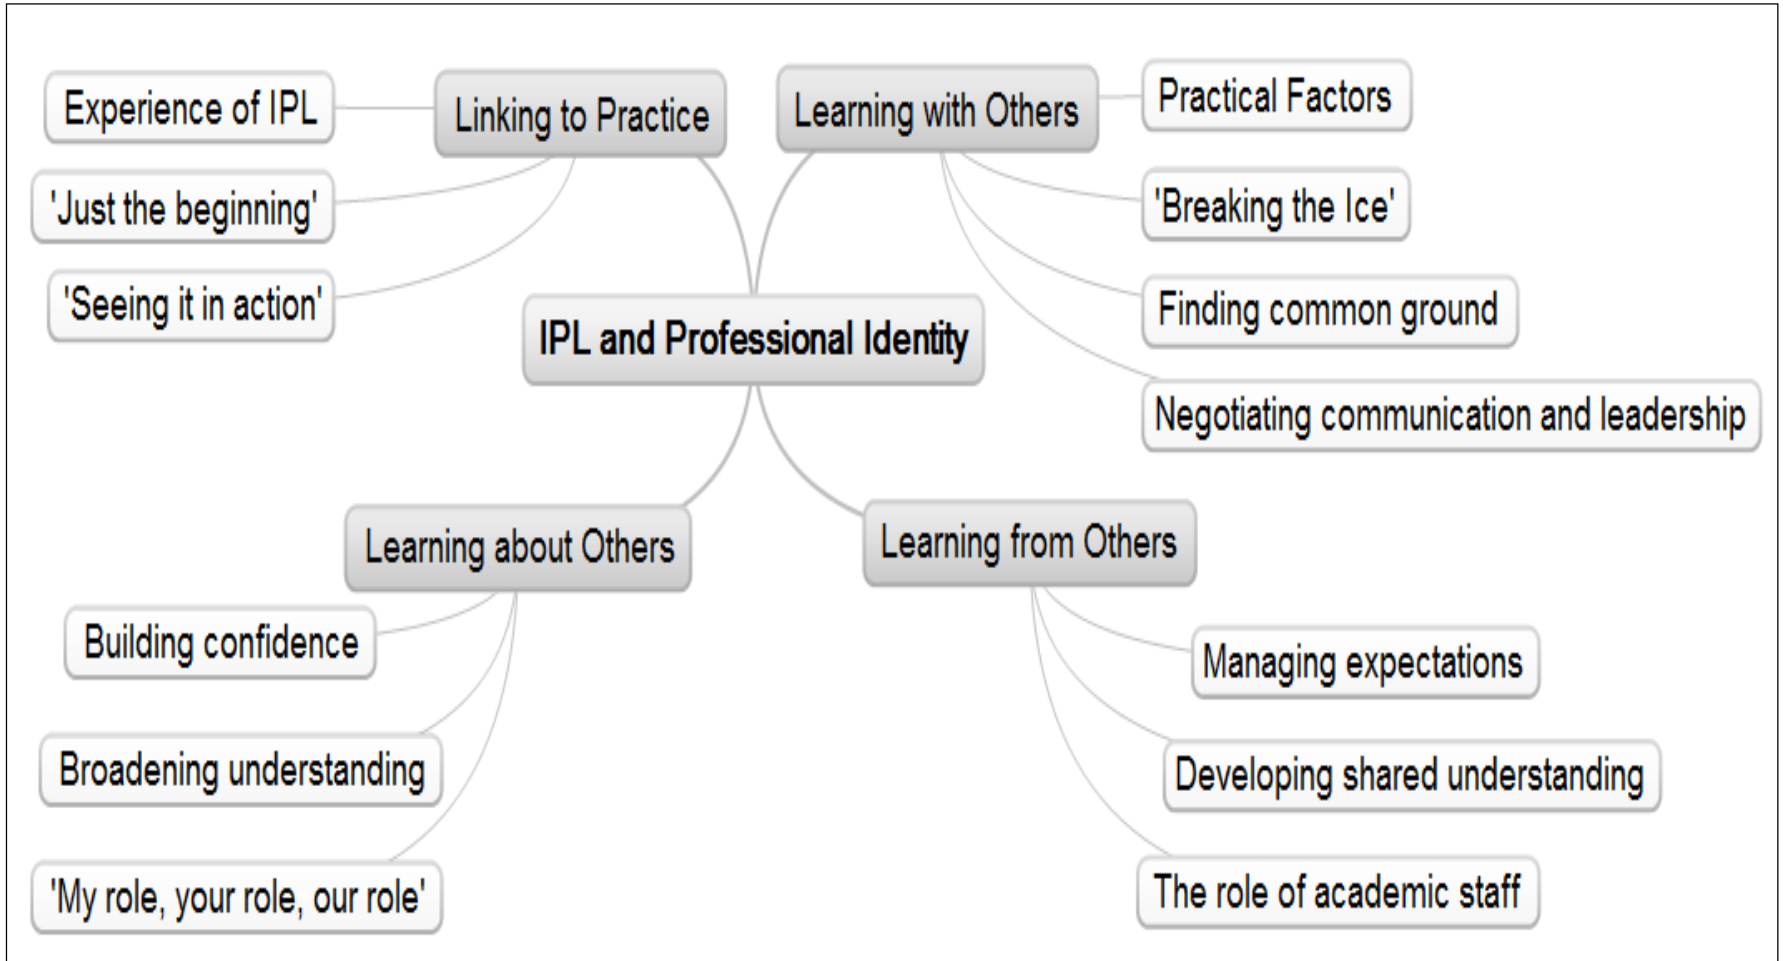 Experience of IPL
'Just the beginning'
'Seeing it in action'
Linking to Practice
Learning with Others
Practical Factors
'Breaking the Ice'
Finding common ground
Negotiating communication and leadership
IPL and Professional Identity
Learning about Others
Building confidence
Broadening understanding
'My role, your role, our role'
Learning from Others
Managing expectations
Developing shared understanding
The role of academic staff